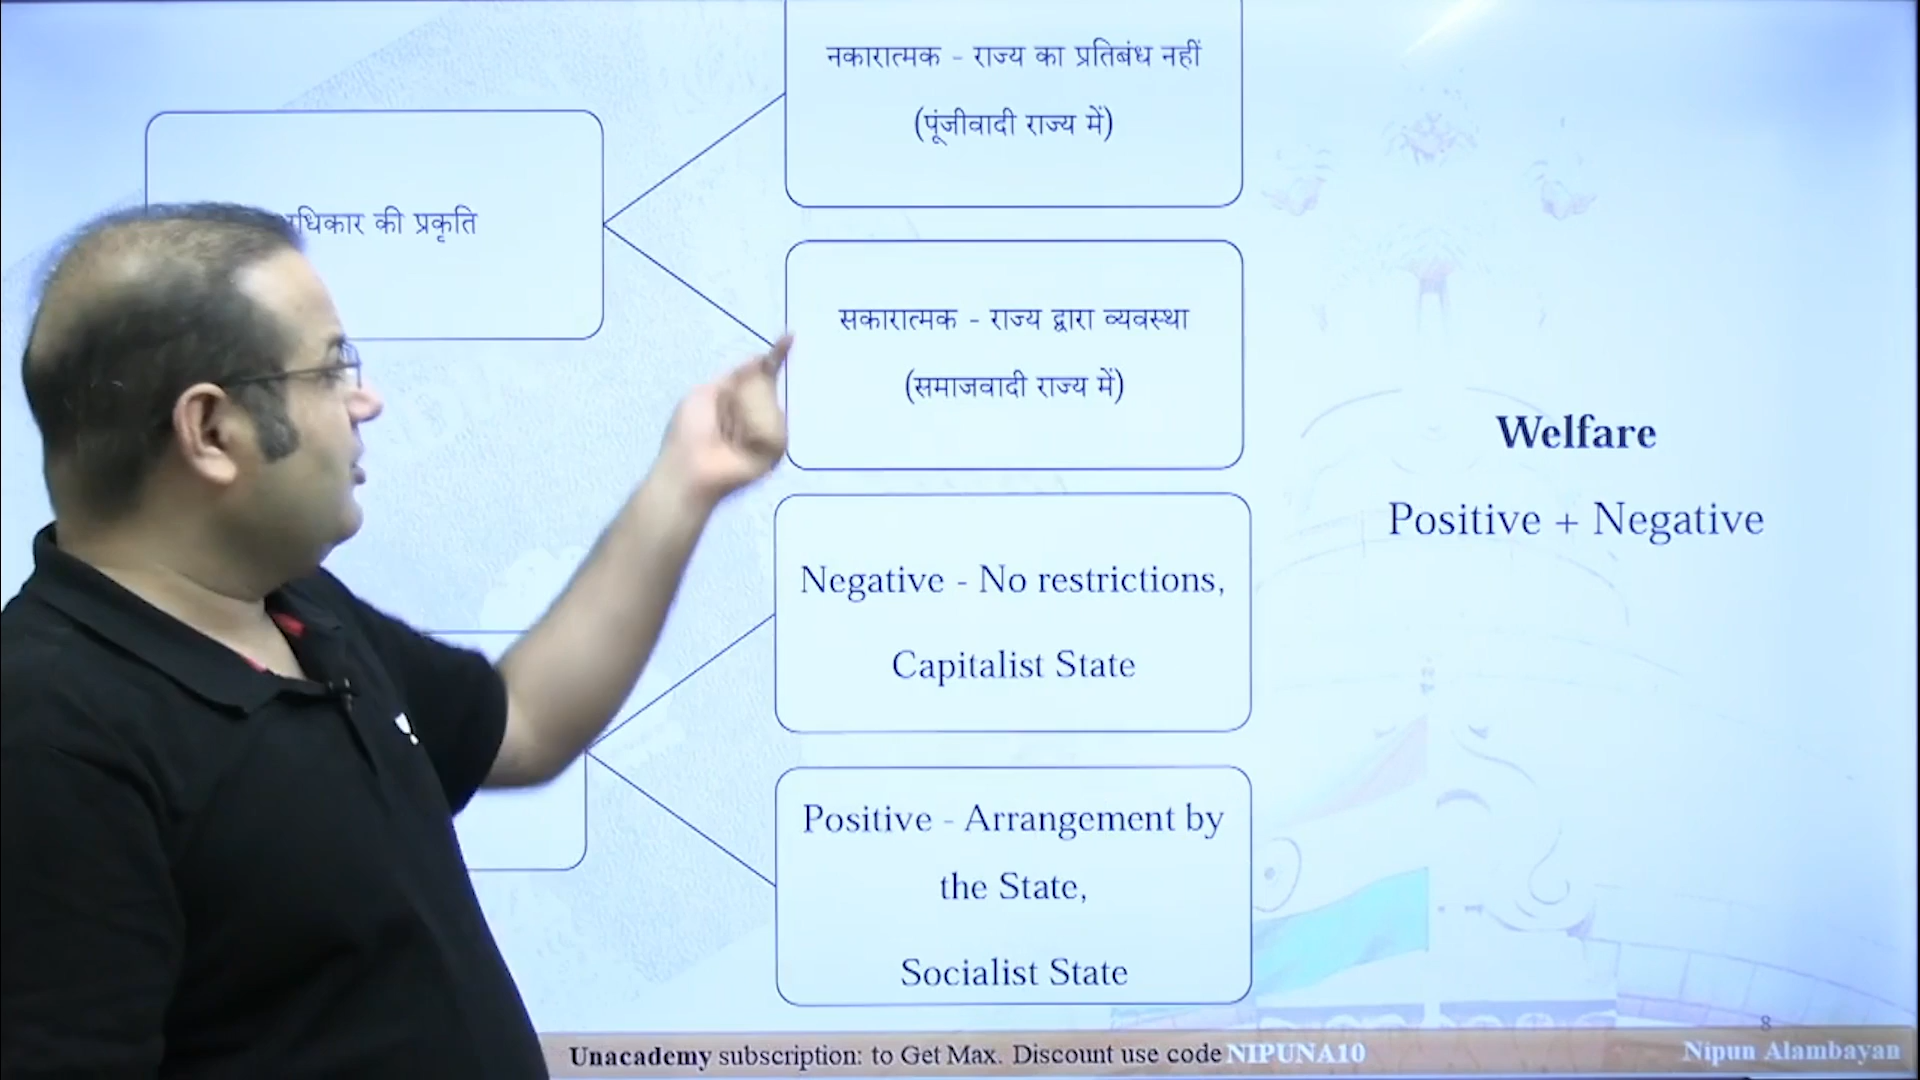 नकारात्मक - राज्य का प्रतिबंध नहीं
(पूंजीवादी राज्य में)
की प्रकृति
सकारात्मक - राज्य द्वारा व्यवस्था
(समाजवादी राज्य में)
Welfare
Positive + Negative
Negative - No restrictions,
Capitalist State
Positive - Arrangement by
the State,
Socialist State
8
Unacademy subscription: to Get Max. Discount use code NIPUNA10
Nipun Alambayan